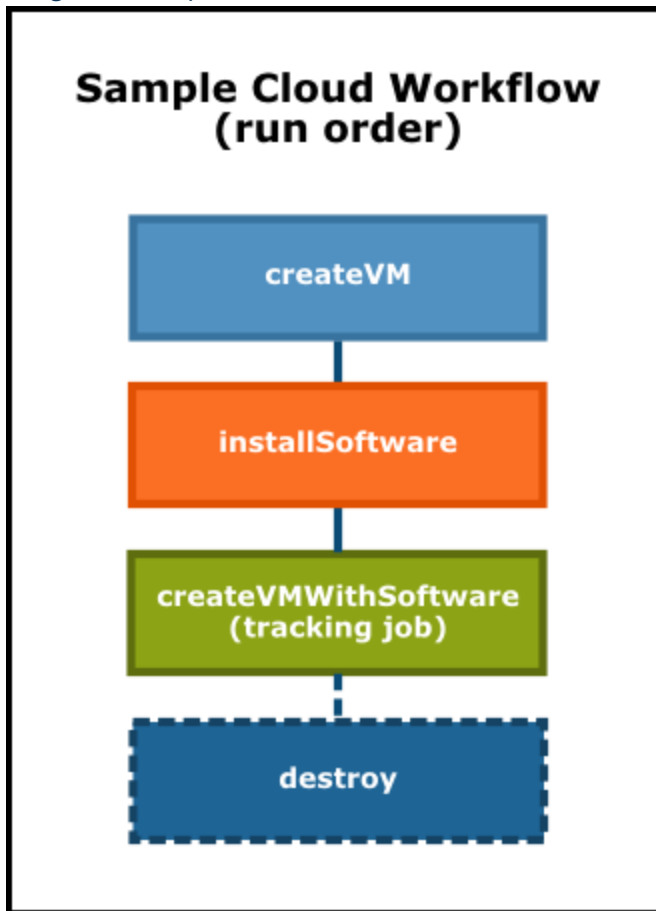 Sample Cloud Workflow
(run order)
createVM
installSoftware
createVMWithSoftware
(tracking job)
destroy